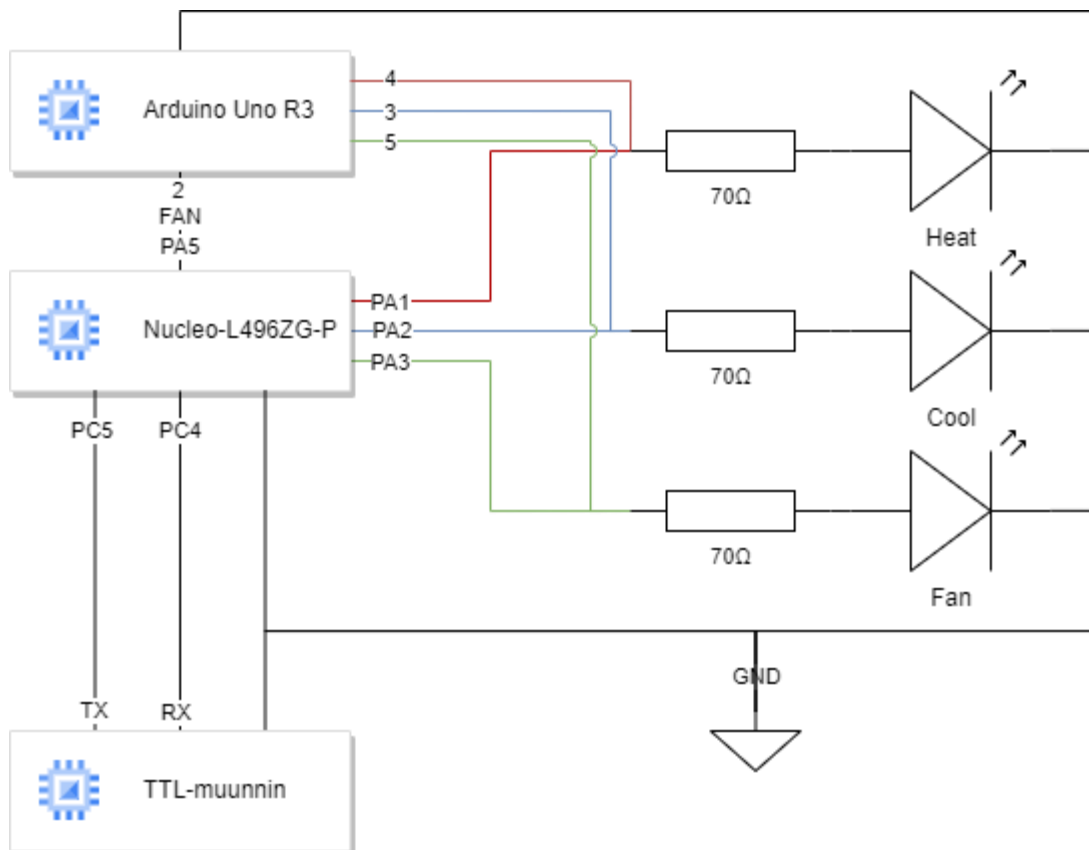 Arduino Uno R3
4
3
5
2
FAN
PA5
70Ω
Heat
Nucleo-L496ZG-P
PA1
PA2
PA3
70Ω
Cool
PC5
PC4
70Ω
Fan
GND
TX
RX
TTL-muunnin